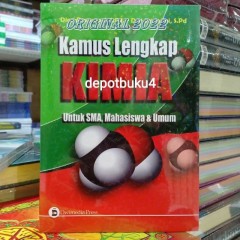 ORIGINAL 2022
Kamus Lengkap
KIMIA
depotbuku4
Untuk SMA, Mahasiswa & Umum